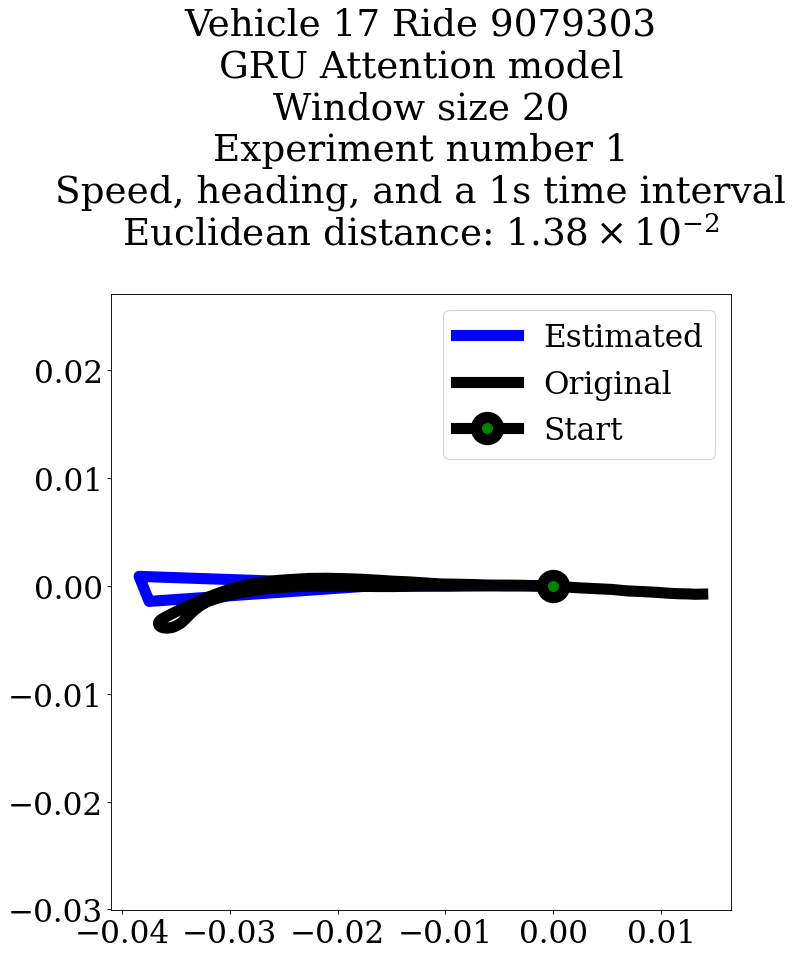 Vehicle 17 Ride 9079303
GRU Attention model
Window size 20
Experiment number 1
Speed, heading, and a 1s time interval
Euclidean distance: 1.38 × 10⁻²
Estimated
Original
Start
0.02
0.01
0.00
−0.01
−0.02
−0.03
−0.04 −0.03 −0.02 −0.01 0.00 0.01